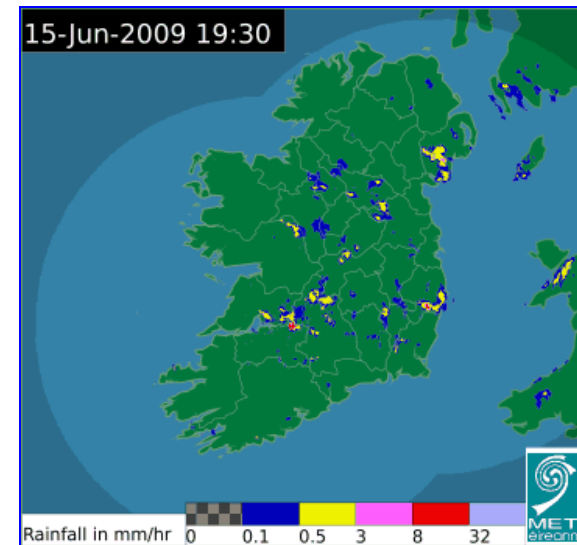 15-Jun-2009 19:30
Rainfall in mm/hr 0 0.1 0.5 3 8 32
MET
éireann